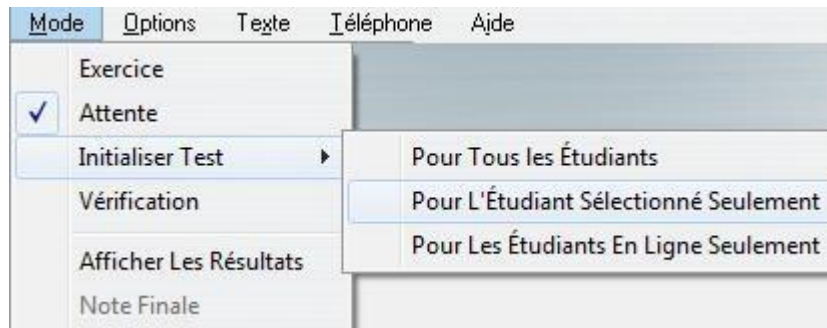 Mode Options Texte Téléphone Ajde
Exercice
Attente
Initialiser Test
Pour Tous les Étudiants
Vérification
Pour L'Étudiant Sélectionné Seulement
Afficher Les Résultats
Pour Les Étudiants En Ligne Seulement
Note Finale